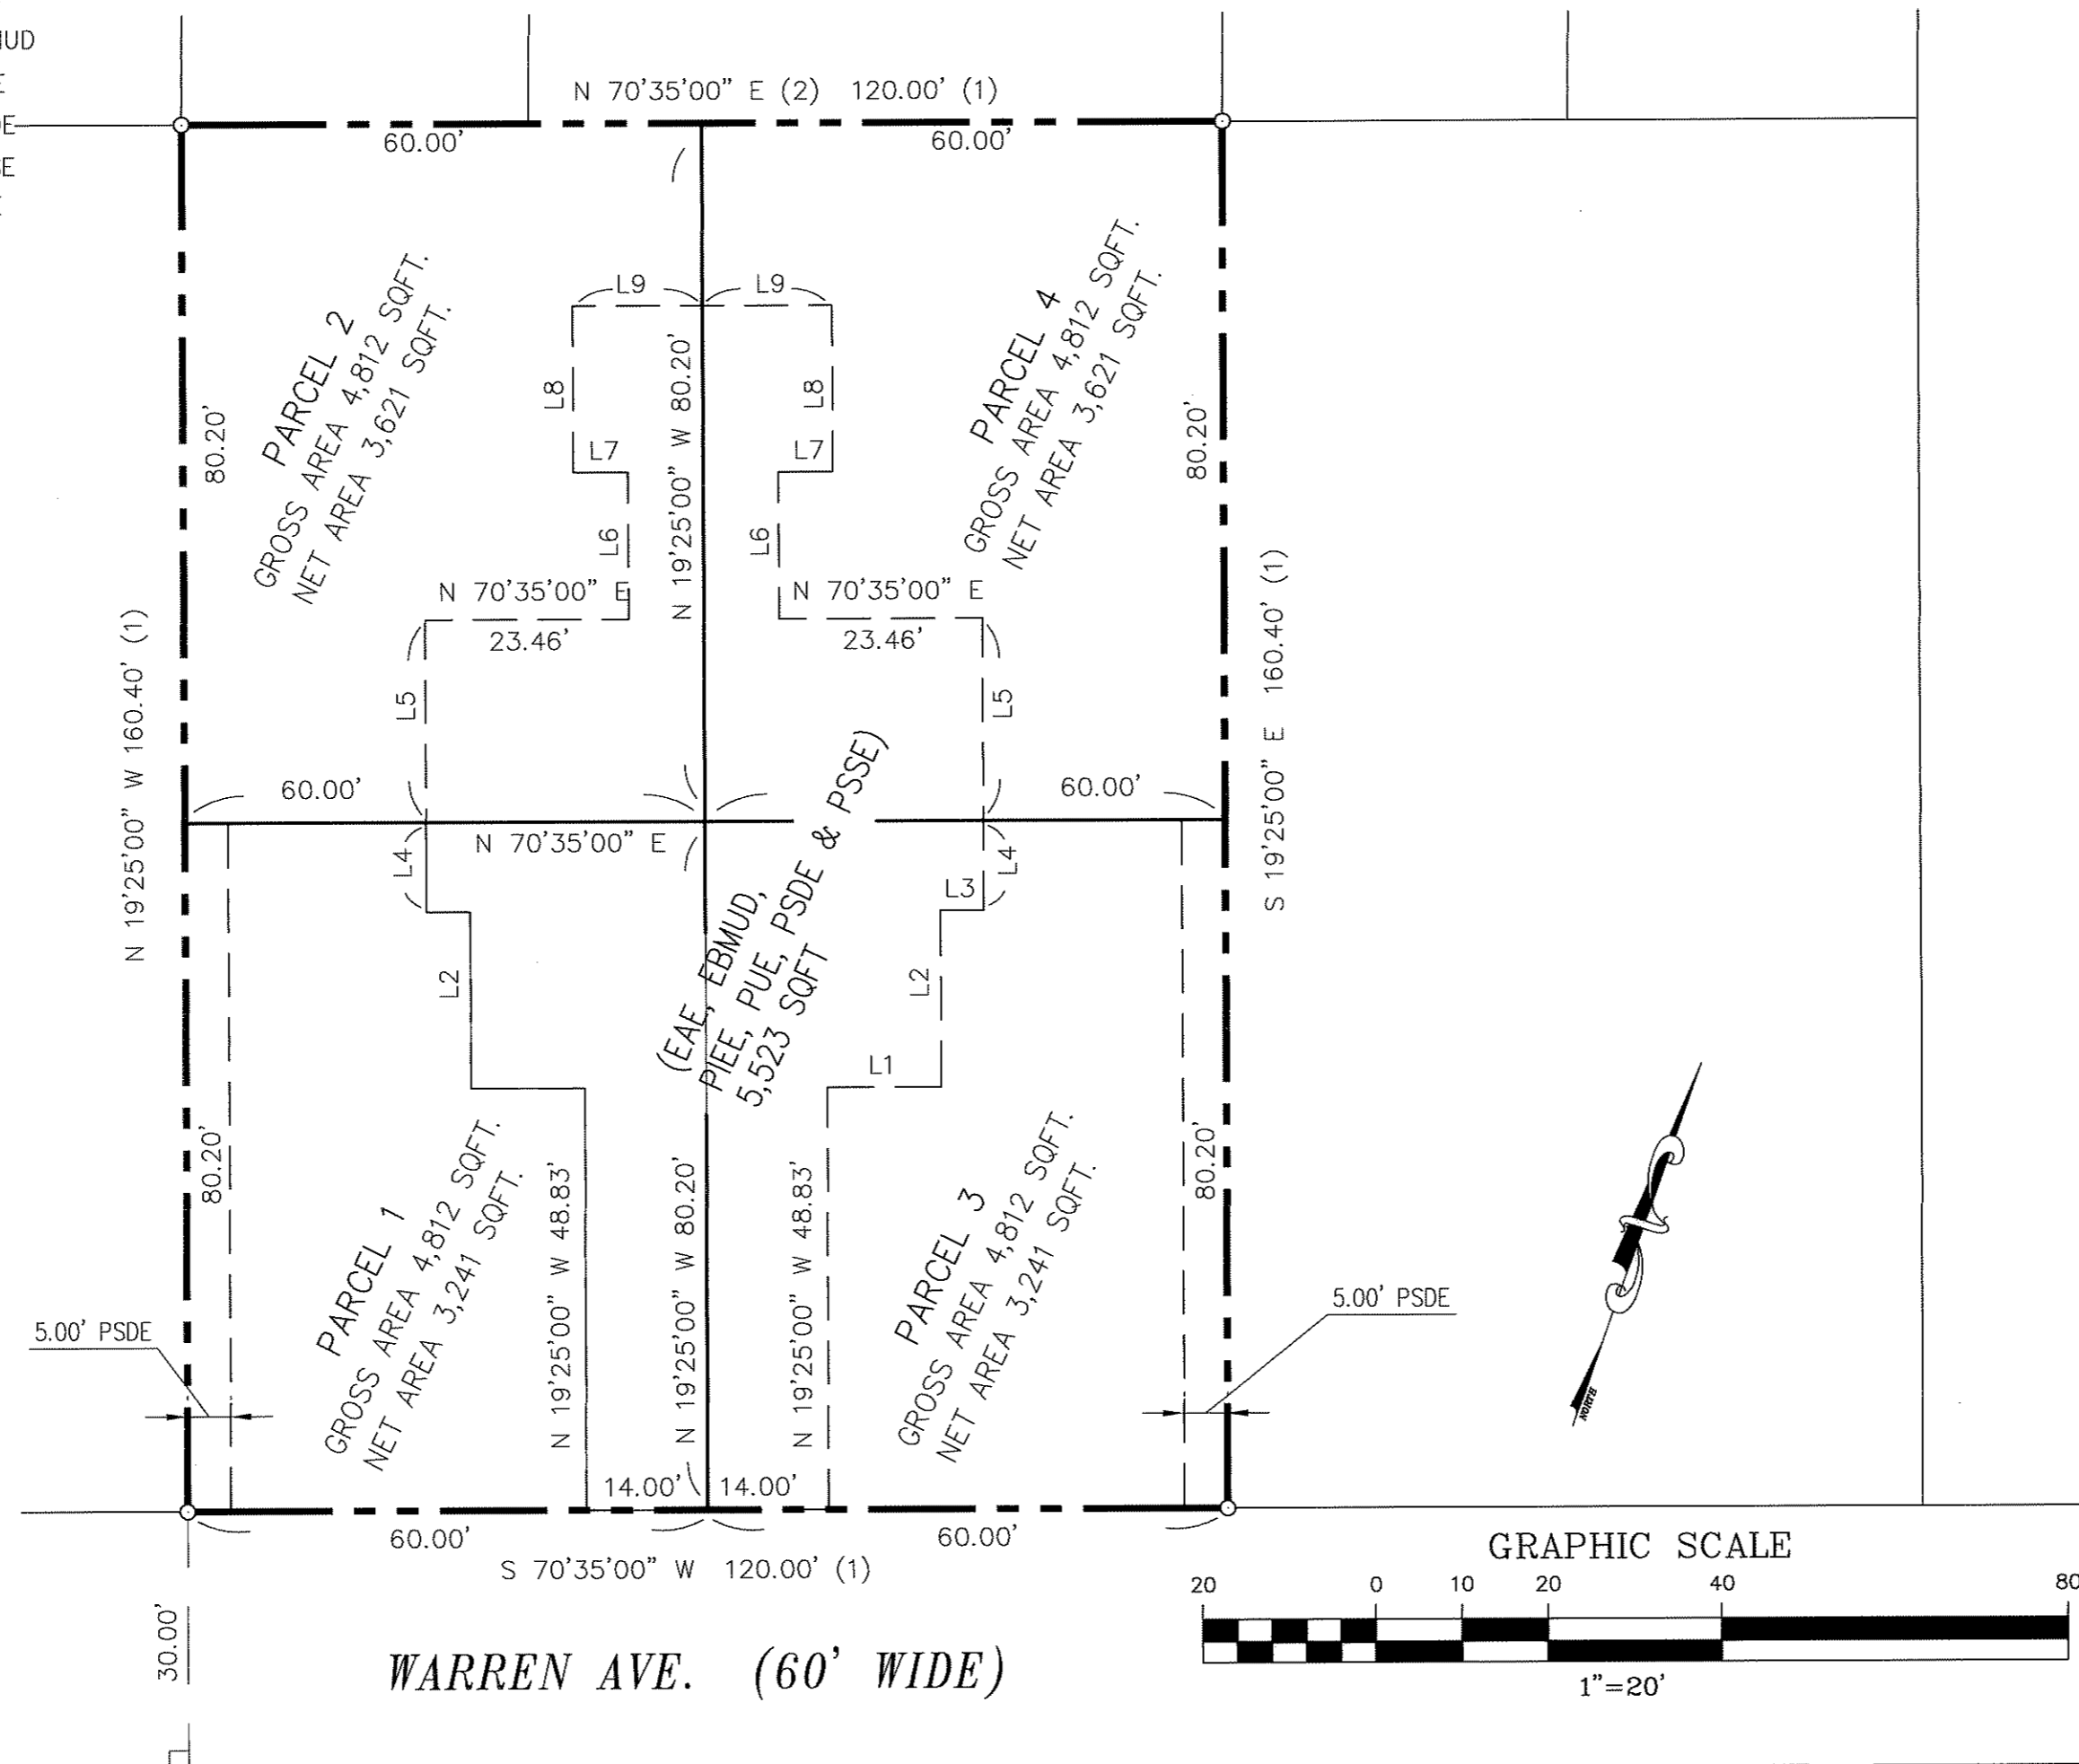 N 70'35'00" E (2) 120.00' (1)
60.00'
60.00'
PARCEL 2
GROSS AREA 4,812 SQFT.
NET AREA 3,621 SQFT.
PARCEL 4
GROSS AREA 4,812 SQFT.
NET AREA 3,621 SQFT.
L9
L9
80.20'
L8
N 19'25'00" W 80.20'
L8
80.20'
L7
L7
L6
L6
N 70'35'00" E
23.46'
N 70'35'00" E
23.46'
N 19'25'00" W 160.40' (1)
S 19'25'00" E 160.40' (1)
L5
L5
60.00'
60.00'
N 70'35'00" E
L4
L4
L3
(EAE, EBMUD,
PIEE, PUE, PSDE & PSSE)
5,523 SQFT
L2
L2
L1
80.20'
PARCEL 1
GROSS AREA 4,812 SQFT.
NET AREA 3,241 SQFT.
N 19'25'00" W 48.83'
N 19'25'00" W 80.20'
N 19'25'00" W 48.83'
PARCEL 3
GROSS AREA 4,812 SQFT.
NET AREA 3,241 SQFT.
80.20'
5.00' PSDE
5.00' PSDE
NORTH
14.00'
14.00'
60.00'
60.00'
S 70'35'00" W 120.00' (1)
30.00'
WARREN AVE. (60' WIDE)
GRAPHIC SCALE
20 0 10 20 40 80
1"=20'